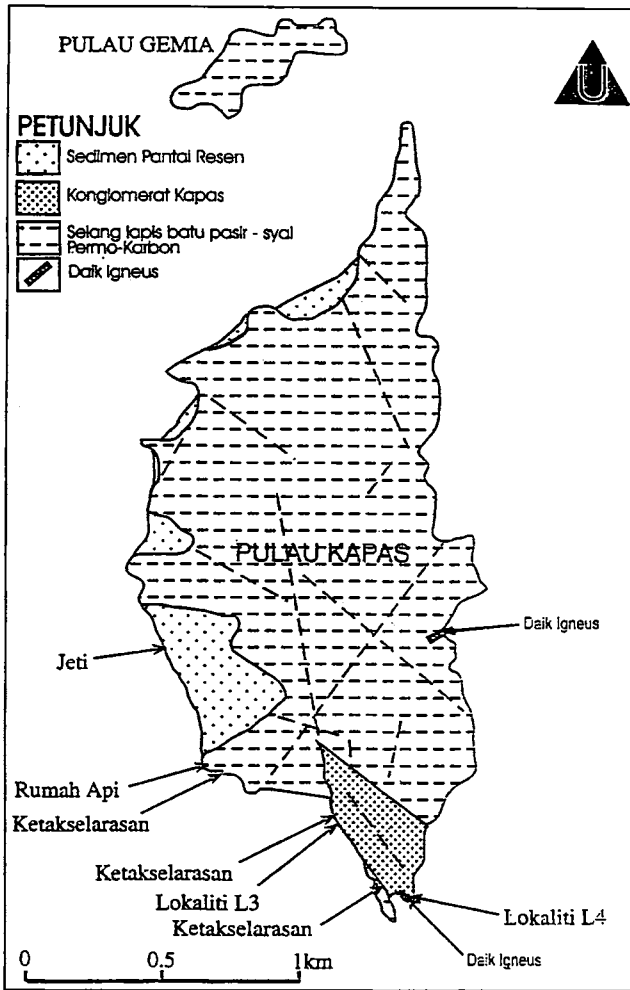 PULAU GEMIA
U
PETUNJUK
Sedimen Pantai Resen
Konglomerat Kapas
Selang lapis batu pasir - syal
Permo-Karbon
Daik Igneus
PULAU KAPAS
Daik Igneus
Jeti
Rumah Api
Ketakselarasan
Ketakselarasan
Lokaliti L3
Ketakselarasan
Lokaliti L4
Daik Igneus
0 0.5 1km